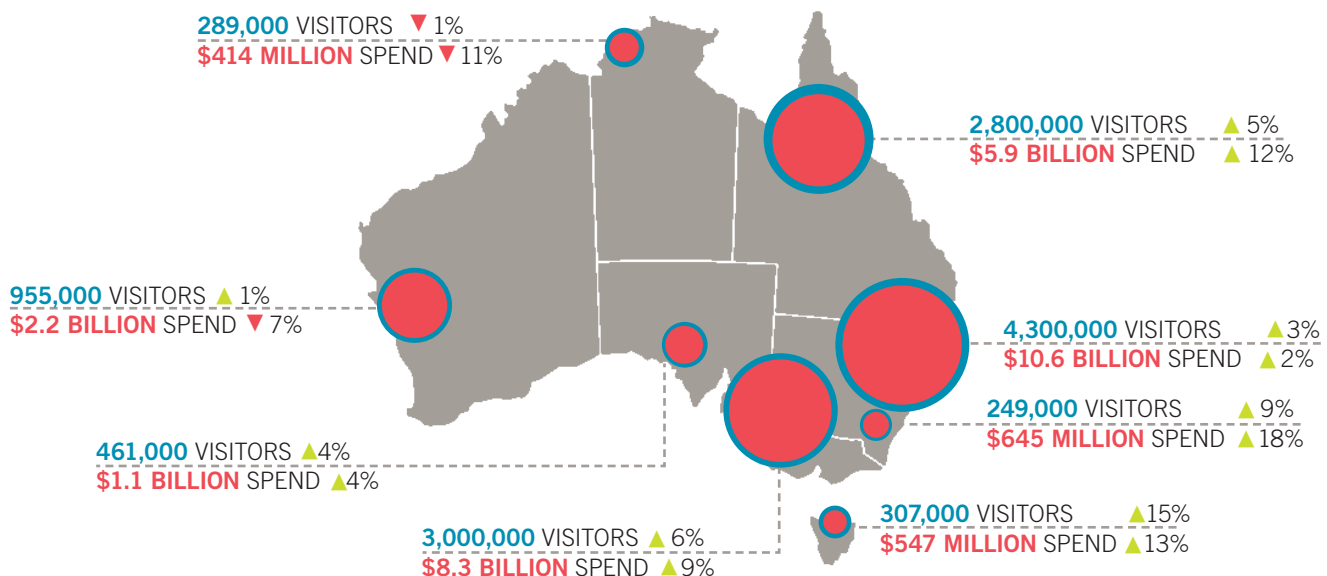 289,000 VISITORS ▼ 1%
$414 MILLION SPEND ▼ 11%
2,800,000 VISITORS ▲ 5%
$5.9 BILLION SPEND ▲ 12%
955,000 VISITORS ▲ 1%
$2.2 BILLION SPEND ▼ 7%
4,300,000 VISITORS ▲ 3%
$10.6 BILLION SPEND ▲ 2%
249,000 VISITORS ▲ 9%
$645 MILLION SPEND ▲ 18%
461,000 VISITORS ▲4%
$1.1 BILLION SPEND ▲4%
307,000 VISITORS ▲15%
$547 MILLION SPEND ▲13%
3,000,000 VISITORS ▲ 6%
$8.3 BILLION SPEND ▲ 9%